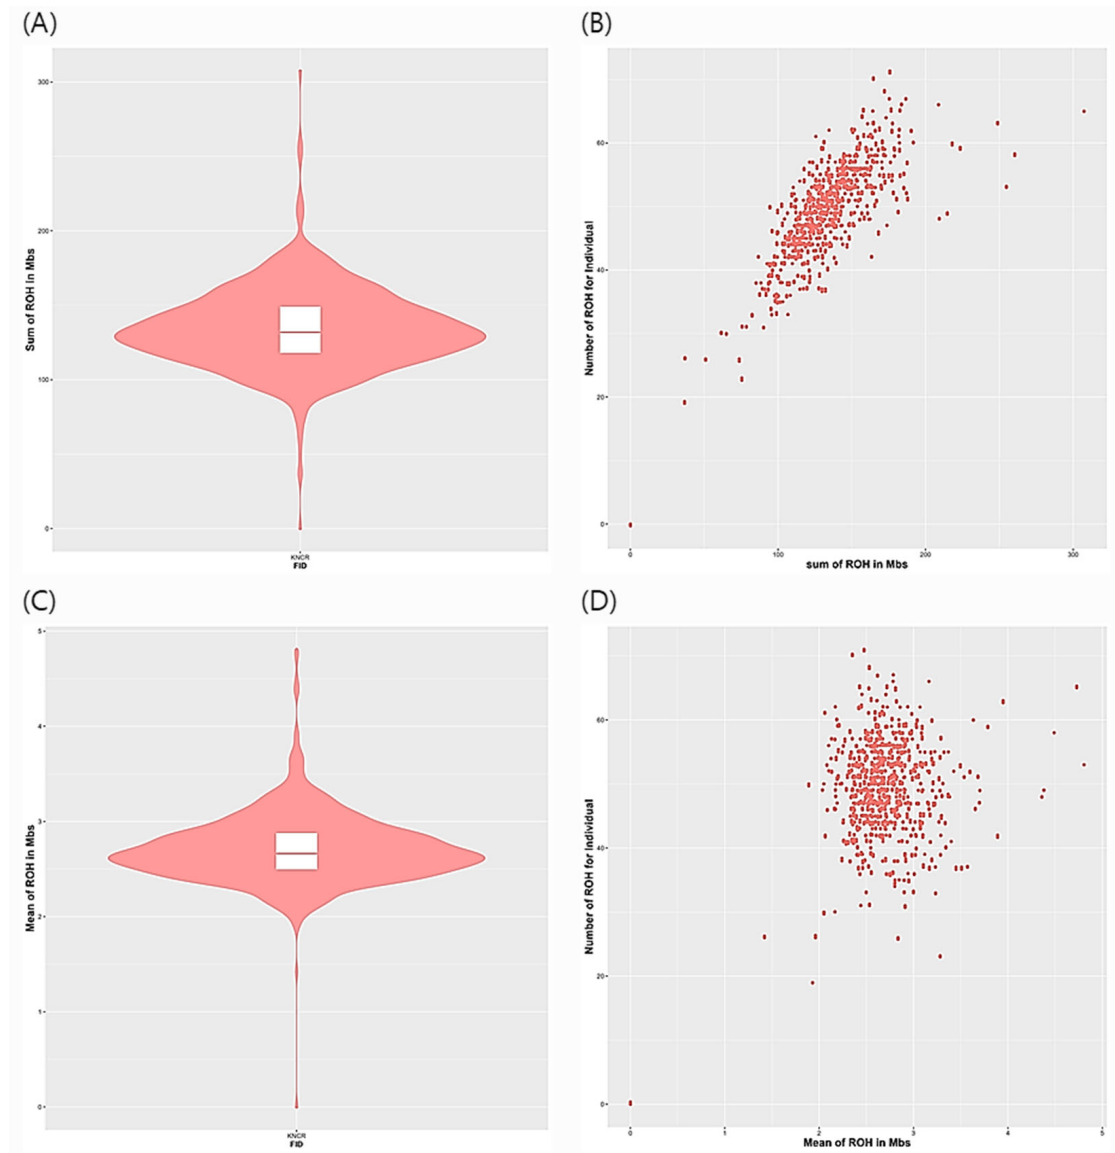 (A)
(B)
300
200
100
0
Sum of ROH in Mbs
KNCR
FID
60
40
20
0
Number of ROH for Individual
0
100
200
300
sum of ROH in Mbs
(C)
(D)
5
4
3
2
1
0
Mean of ROH in Mbs
KNCR
FID
60
40
20
0
Number of ROH for Individual
0
1
2
3
4
5
Mean of ROH in Mbs